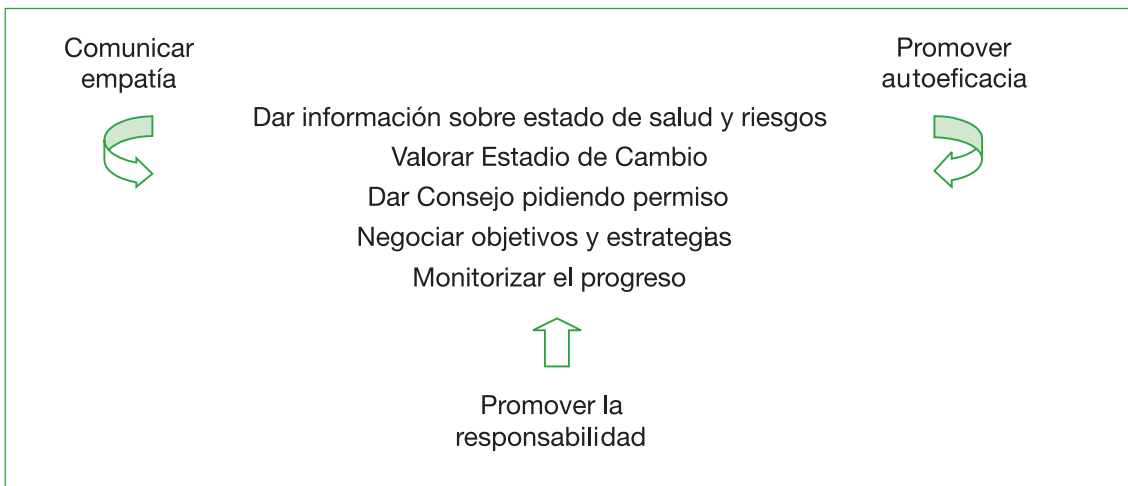 Comunicar
empatía
Promover
autoeficacia
Dar información sobre estado de salud y riesgos
Valorar Estadio de Cambio
Dar Consejo pidiendo permiso
Negociar objetivos y estrategias
Monitorizar el progreso
Promover la
responsabilidad